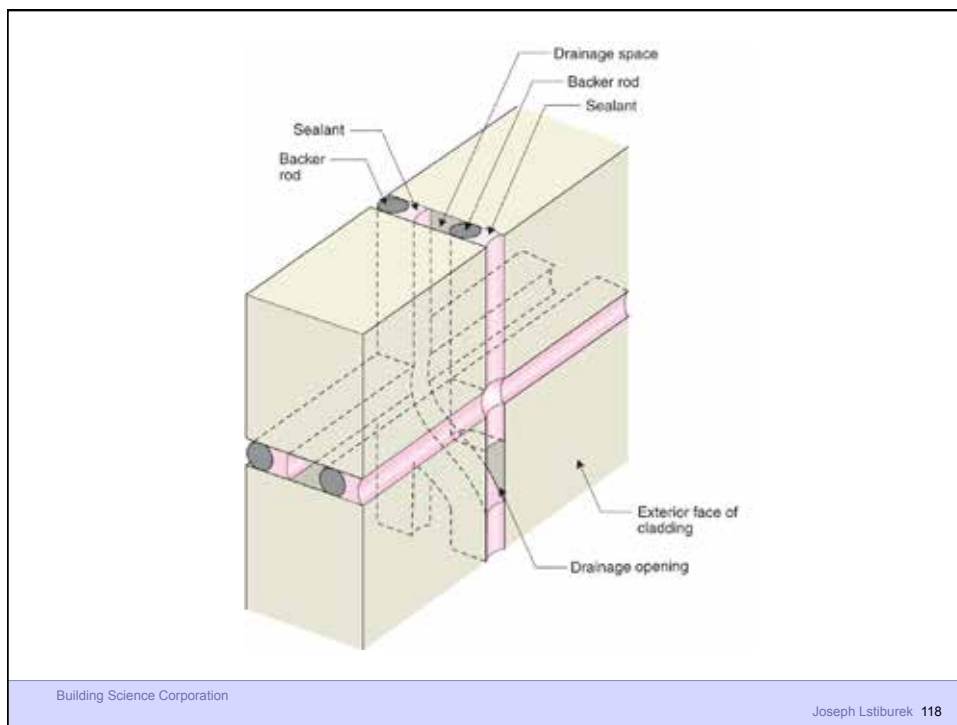 Drainage space
Backer rod
Sealant
Sealant
Backer
rod
Exterior face of
cladding
Drainage opening
Building Science Corporation
Joseph Lstiburek 118